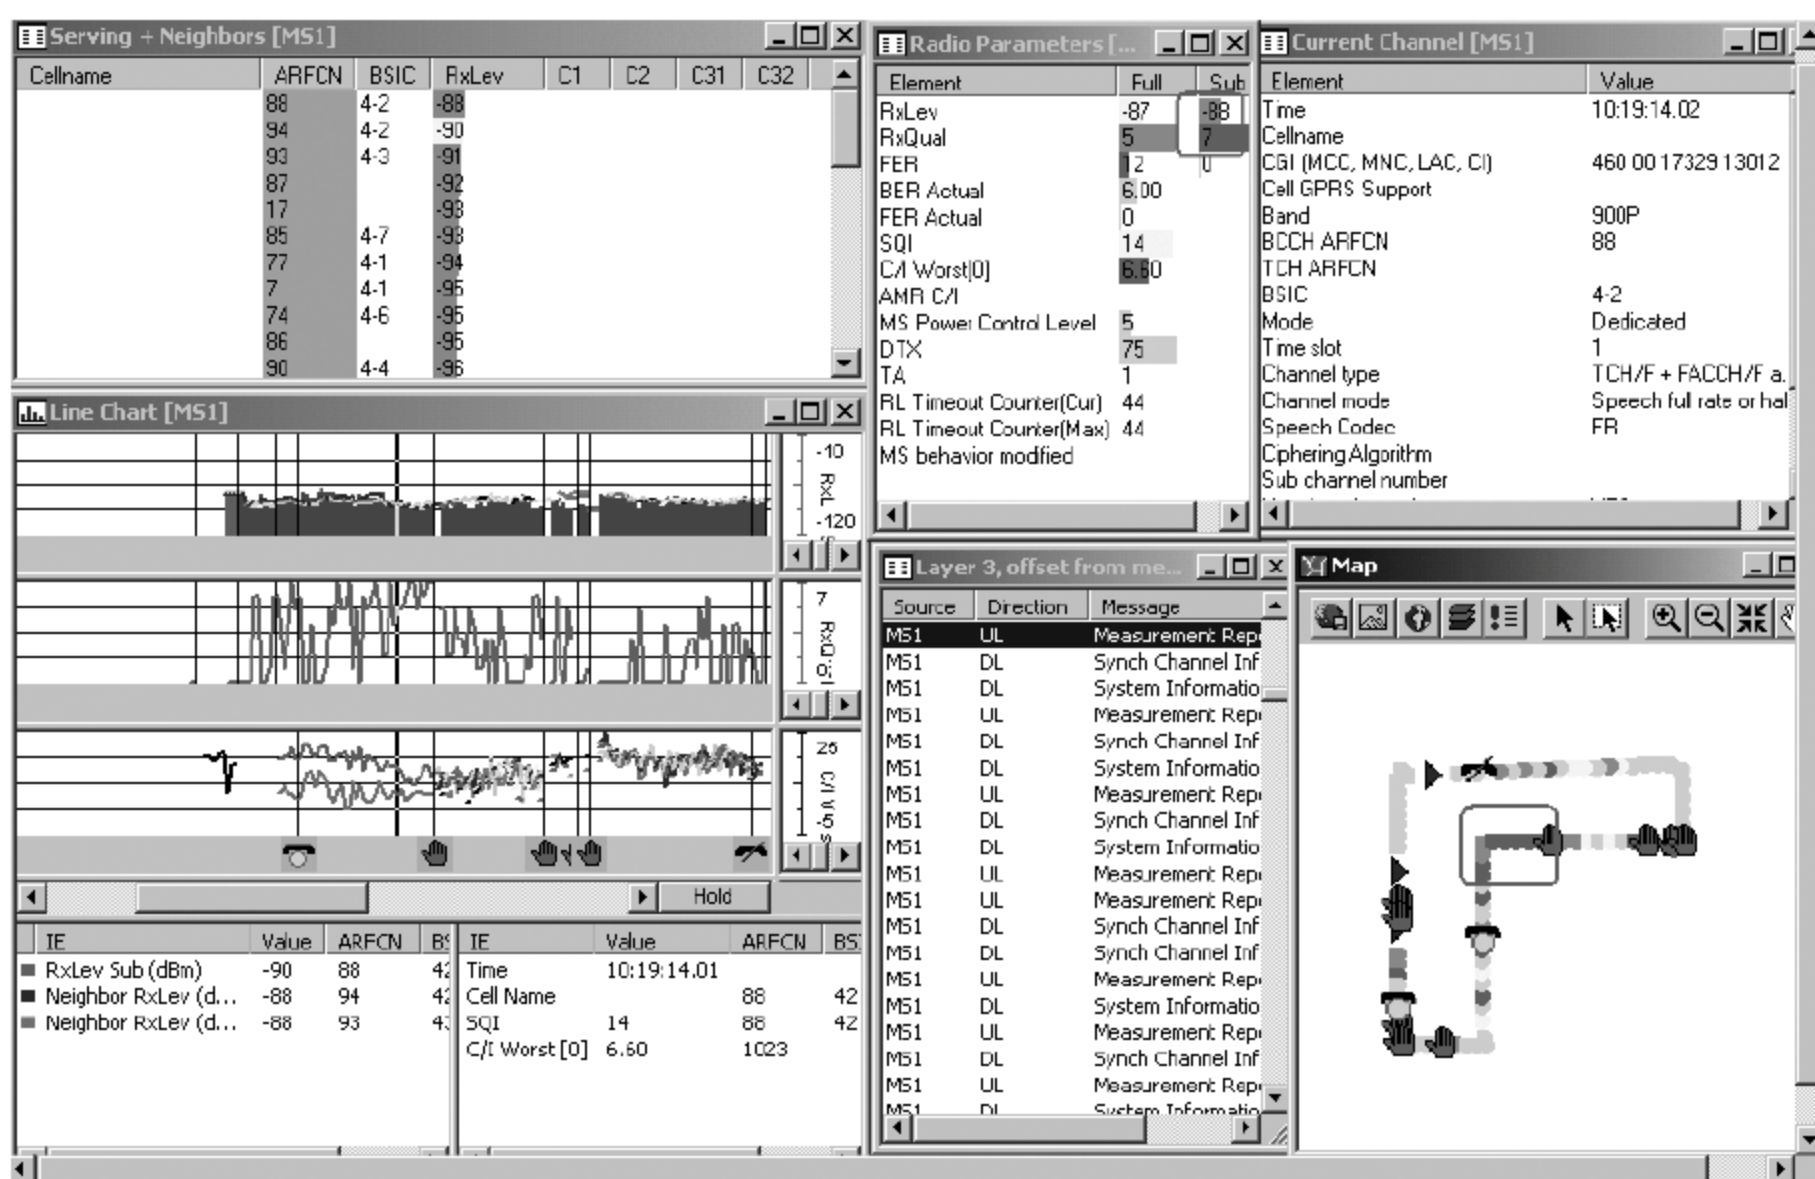 Serving + Neighbors [MS1]
Cellname ARFCN BSIC RxLev C1 C2 C31 C32
88 4-2 -88
94 4-2 -90
93 4-3 -91
87 -92
17 -93
85 4-7 -93
77 4-1 -94
7 4-1 -95
74 4-6 -95
86 -95
90 4-4 -96
Radio Parameters [...
Element Full Sub
RxLev -87 -88
RxQual 5 7
FER 12 0
BER Actual 6.00
FER Actual 0
SQI 14
C/I Worst[0] 6.60
AMR C/I
MS Power Control Level 5
DTX 75
TA 1
RL Timeout Counter(Cur) 44
RL Timeout Counter(Max) 44
MS behavior modified
Current Channel [MS1]
Element Value
Time 10:19:14.02
Cellname
CGI (MCC, MNC, LAC, CI) 460 00 17329 13012
Cell GPRS Support
Band 900P
BCCH ARFCN 88
TCH ARFCN
BSIC 4-2
Mode Dedicated
Time slot 1
Channel type TCH/F + FACCH/F a.
Channel mode Speech full rate or hal
Speech Codec FR
Ciphering Algorithm
Sub channel number
Line Chart [MS1]
-10
RxL
-120
7
RxQ
25
C/I
-5
Hold
IE Value ARFCN BS
RxLev Sub (dBm) -90 88 42
Neighbor RxLev (d... -88 94 42
Neighbor RxLev (d... -88 93 43
IE Value ARFCN BS
Time 10:19:14.01
Cell Name 88 42
SQI 14 88 42
C/I Worst [0] 6.60 1023
Layer 3, offset from me...
Source Direction Message
MS1 UL Measurement Rep
MS1 DL Synch Channel Inf
MS1 DL System Informatio
MS1 UL Measurement Rep
MS1 DL Synch Channel Inf
MS1 DL System Informatio
MS1 UL Measurement Rep
MS1 DL Synch Channel Inf
MS1 DL System Informatio
MS1 UL Measurement Rep
MS1 UL Measurement Rep
MS1 DL Synch Channel Inf
MS1 DL Synch Channel Inf
MS1 UL Measurement Rep
MS1 DL System Informatio
MS1 UL Measurement Rep
MS1 DL Synch Channel Inf
MS1 UL Measurement Rep
MS1 DL System Informatio
Map